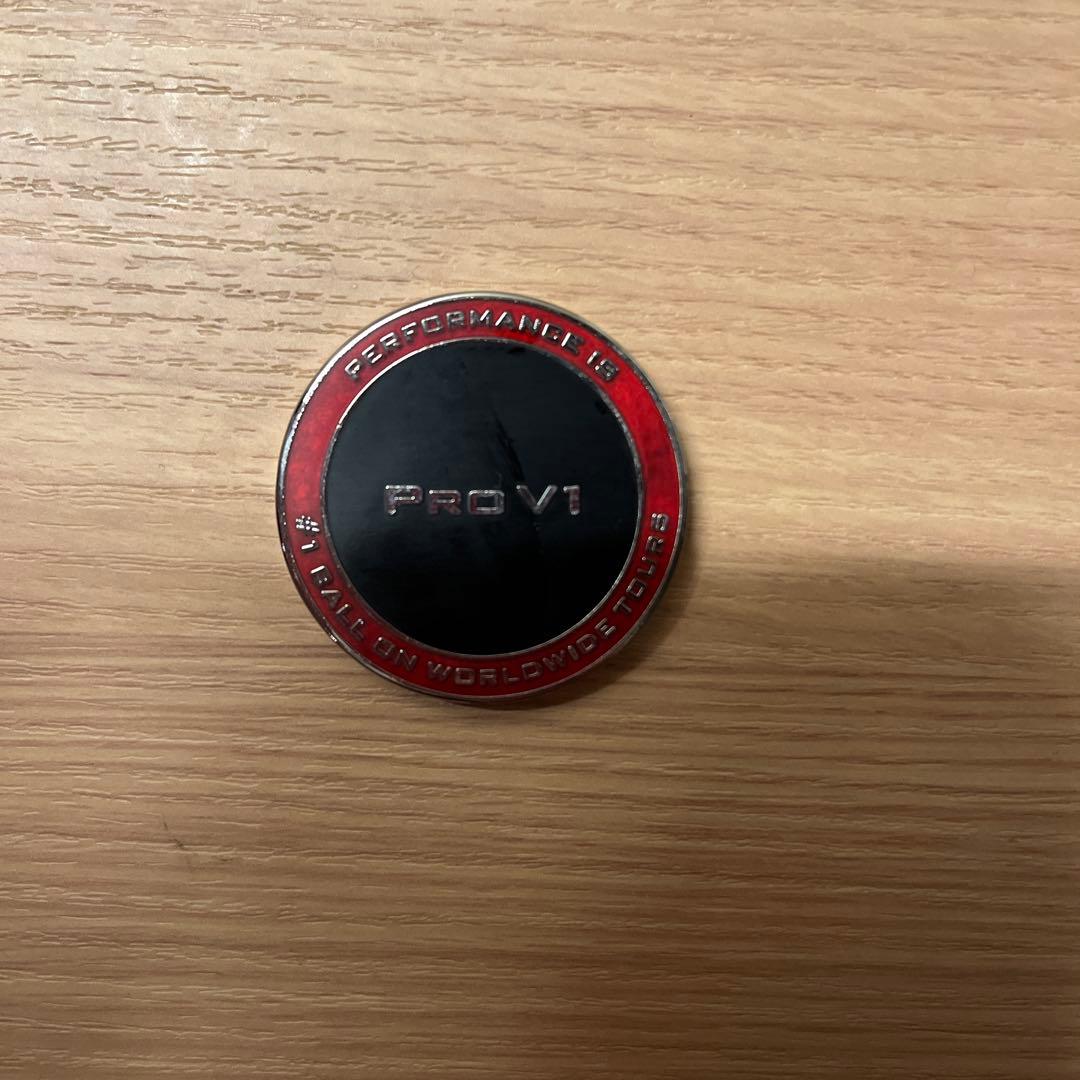 PERFORMANCE IS
PRO V1
#1 BALL ON WORLDWIDE TOURS